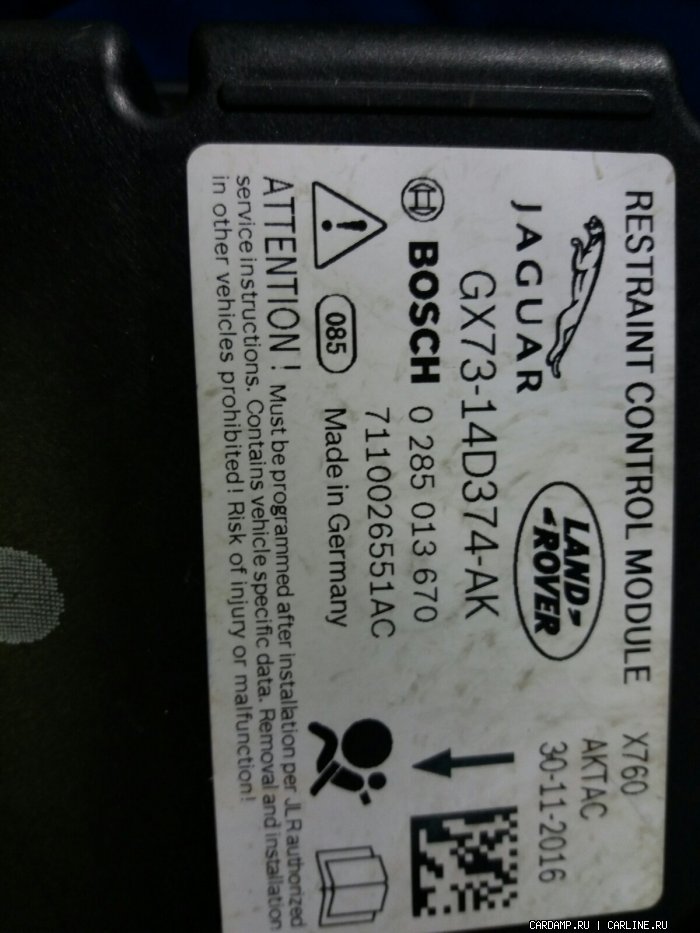 RESTRAINT CONTROL MODULE X760
JAGUAR
LAND-
-ROVER
AKTAC
30-11-2016
GX73-14D374-AK
BOSCH 0 285 013 670
7110026551AC
085 Made in Germany
ATTENTION! Must be programmed after installation per JLR authorized
service instructions. Contains vehicle specific data. Removal and installation
in other vehicles prohibited! Risk of injury or malfunction!
CARDAMP.RU | CARLINE.RU